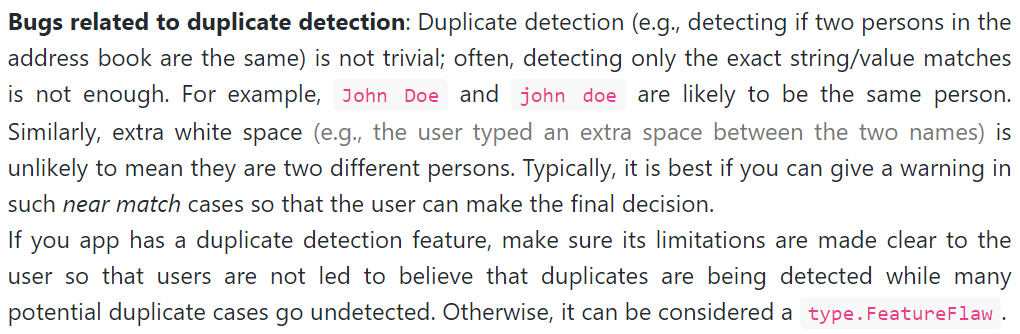 Bugs related to duplicate detection: Duplicate detection (e.g., detecting if two persons in the
address book are the same) is not trivial; often, detecting only the exact string/value matches
is not enough. For example, John Doe and john doe are likely to be the same person.
Similarly, extra white space (e.g., the user typed an extra space between the two names) is
unlikely to mean they are two different persons. Typically, it is best if you can give a warning in
such near match cases so that the user can make the final decision.
If you app has a duplicate detection feature, make sure its limitations are made clear to the
user so that users are not led to believe that duplicates are being detected while many
potential duplicate cases go undetected. Otherwise, it can be considered a type.FeatureFlaw.